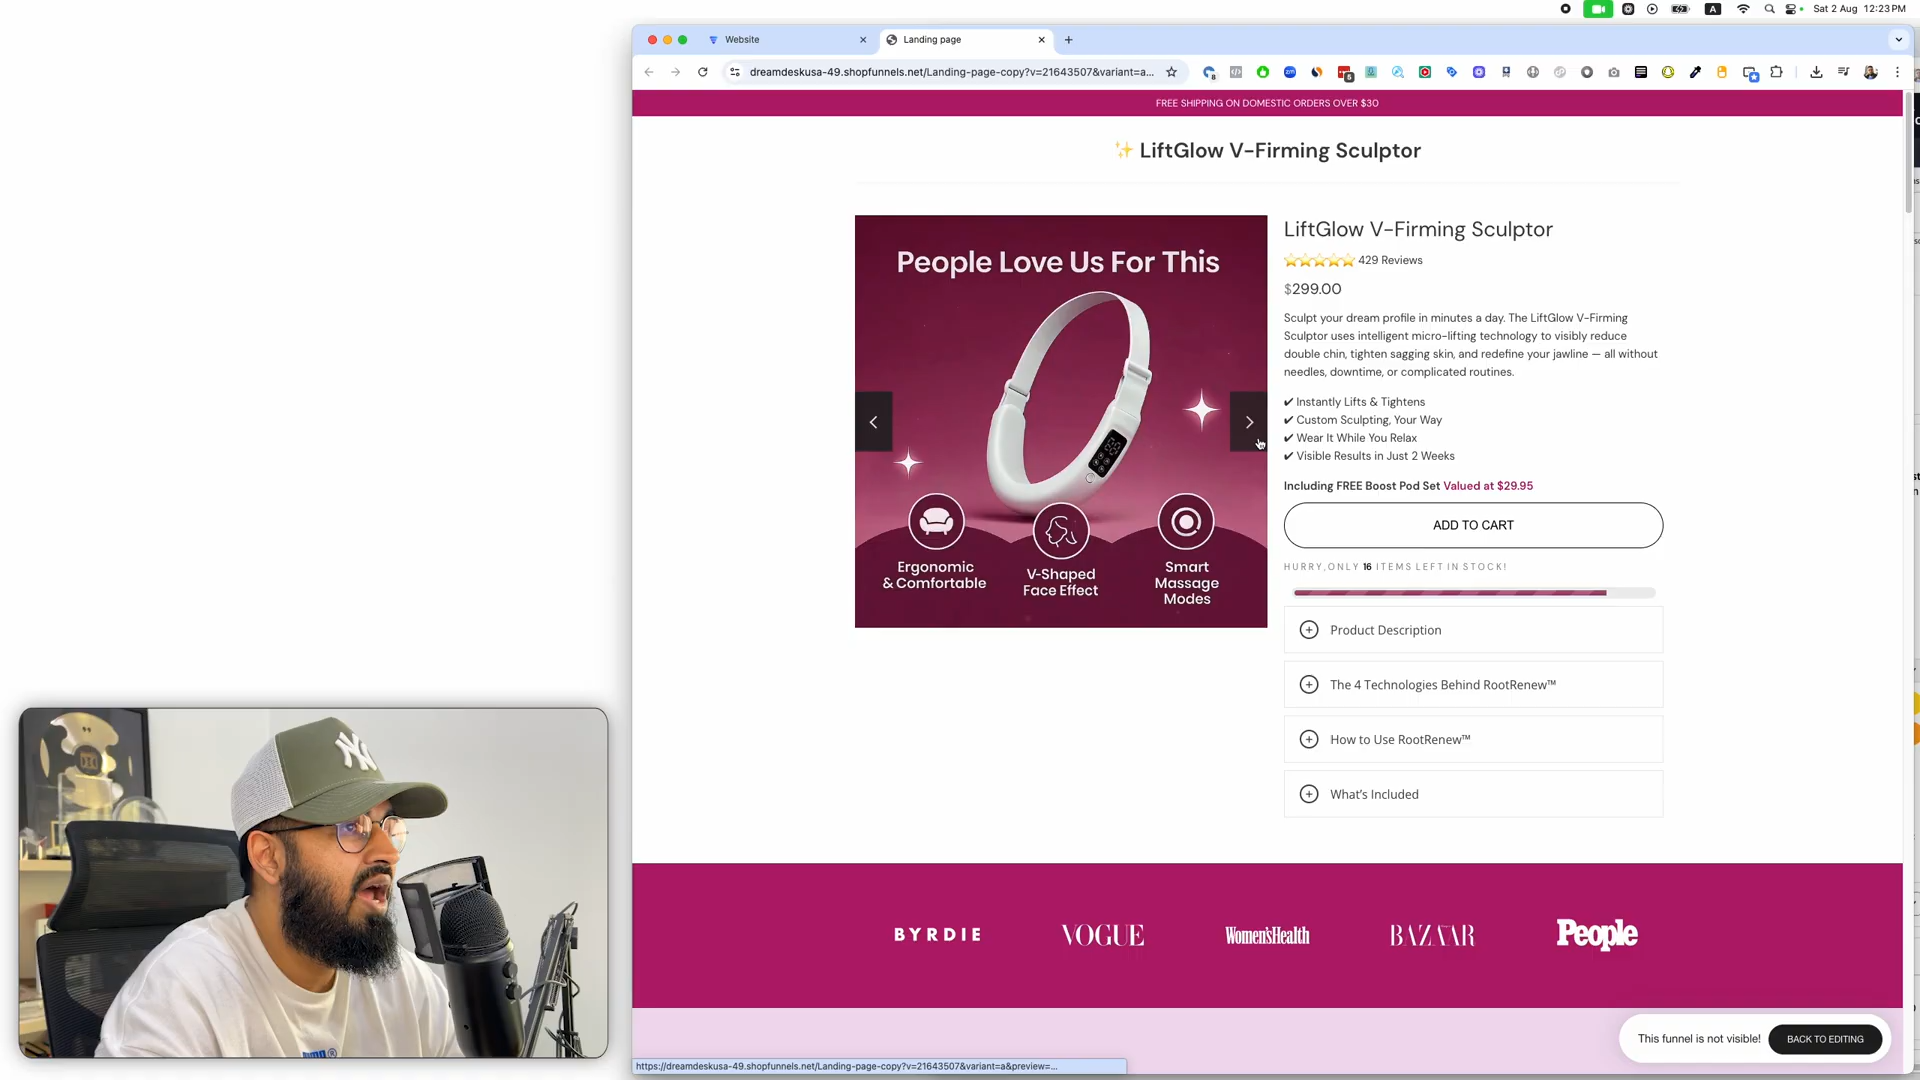 Sat 2 Aug 12:23 PM
Website
Landing page
dreamdeskusa-49.shopfunnels.net/Landing-page-copy?v=21643507&variant=a...
FREE SHIPPING ON DOMESTIC ORDERS OVER $30
✨ LiftGlow V-Firming Sculptor
People Love Us For This
Ergonomic
& Comfortable
V-Shaped
Face Effect
Smart
Massage
Modes
LiftGlow V-Firming Sculptor
429 Reviews
$299.00
Sculpt your dream profile in minutes a day. The LiftGlow V-Firming
Sculptor uses intelligent micro-lifting technology to visibly reduce
double chin, tighten sagging skin, and redefine your jawline — all without
needles, downtime, or complicated routines.
✔ Instantly Lifts & Tightens
✔ Custom Sculpting, Your Way
✔ Wear It While You Relax
✔ Visible Results in Just 2 Weeks
Including FREE Boost Pod Set Valued at $29.95
ADD TO CART
HURRY, ONLY 16 ITEMS LEFT IN STOCK!
Product Description
The 4 Technologies Behind RootRenew™
How to Use RootRenew™
What's Included
BYRDIE
VOGUE
Women'sHealth
BAZAAR
People
This funnel is not visible!
BACK TO EDITING
https://dreamdeskusa-49.shopfunnels.net/Landing-page-copy?v=21643507&variant=a&preview=...
NY